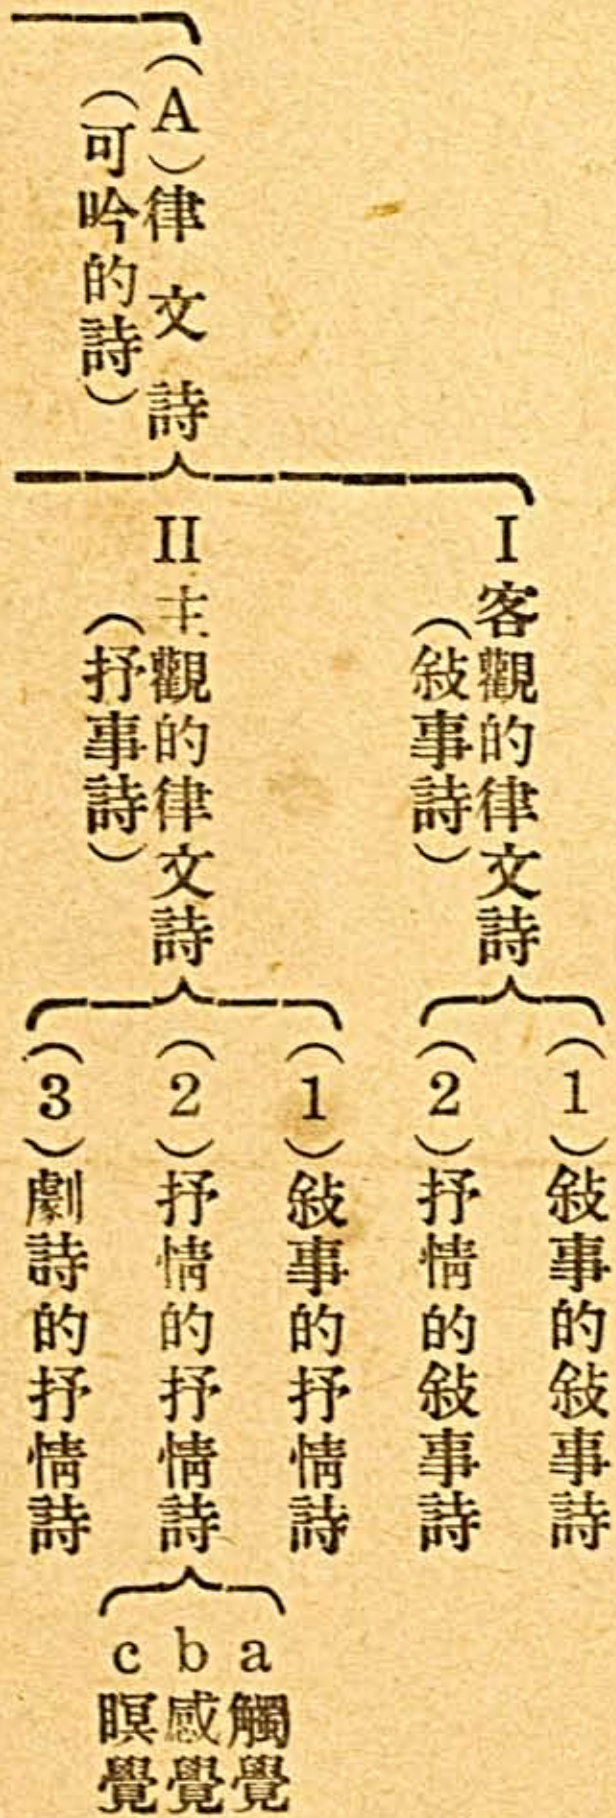 （A）律文詩
（可吟的詩）
I 客觀的律文詩
（敍事詩）
（1）敍事的敍事詩
（2）抒情的敍事詩
II 主觀的律文詩
（抒事詩）
（1）敍事的抒情詩
（2）抒情的抒情詩
a 觸覺
b 感覺
c 暝覺
（3）劇詩的抒情詩